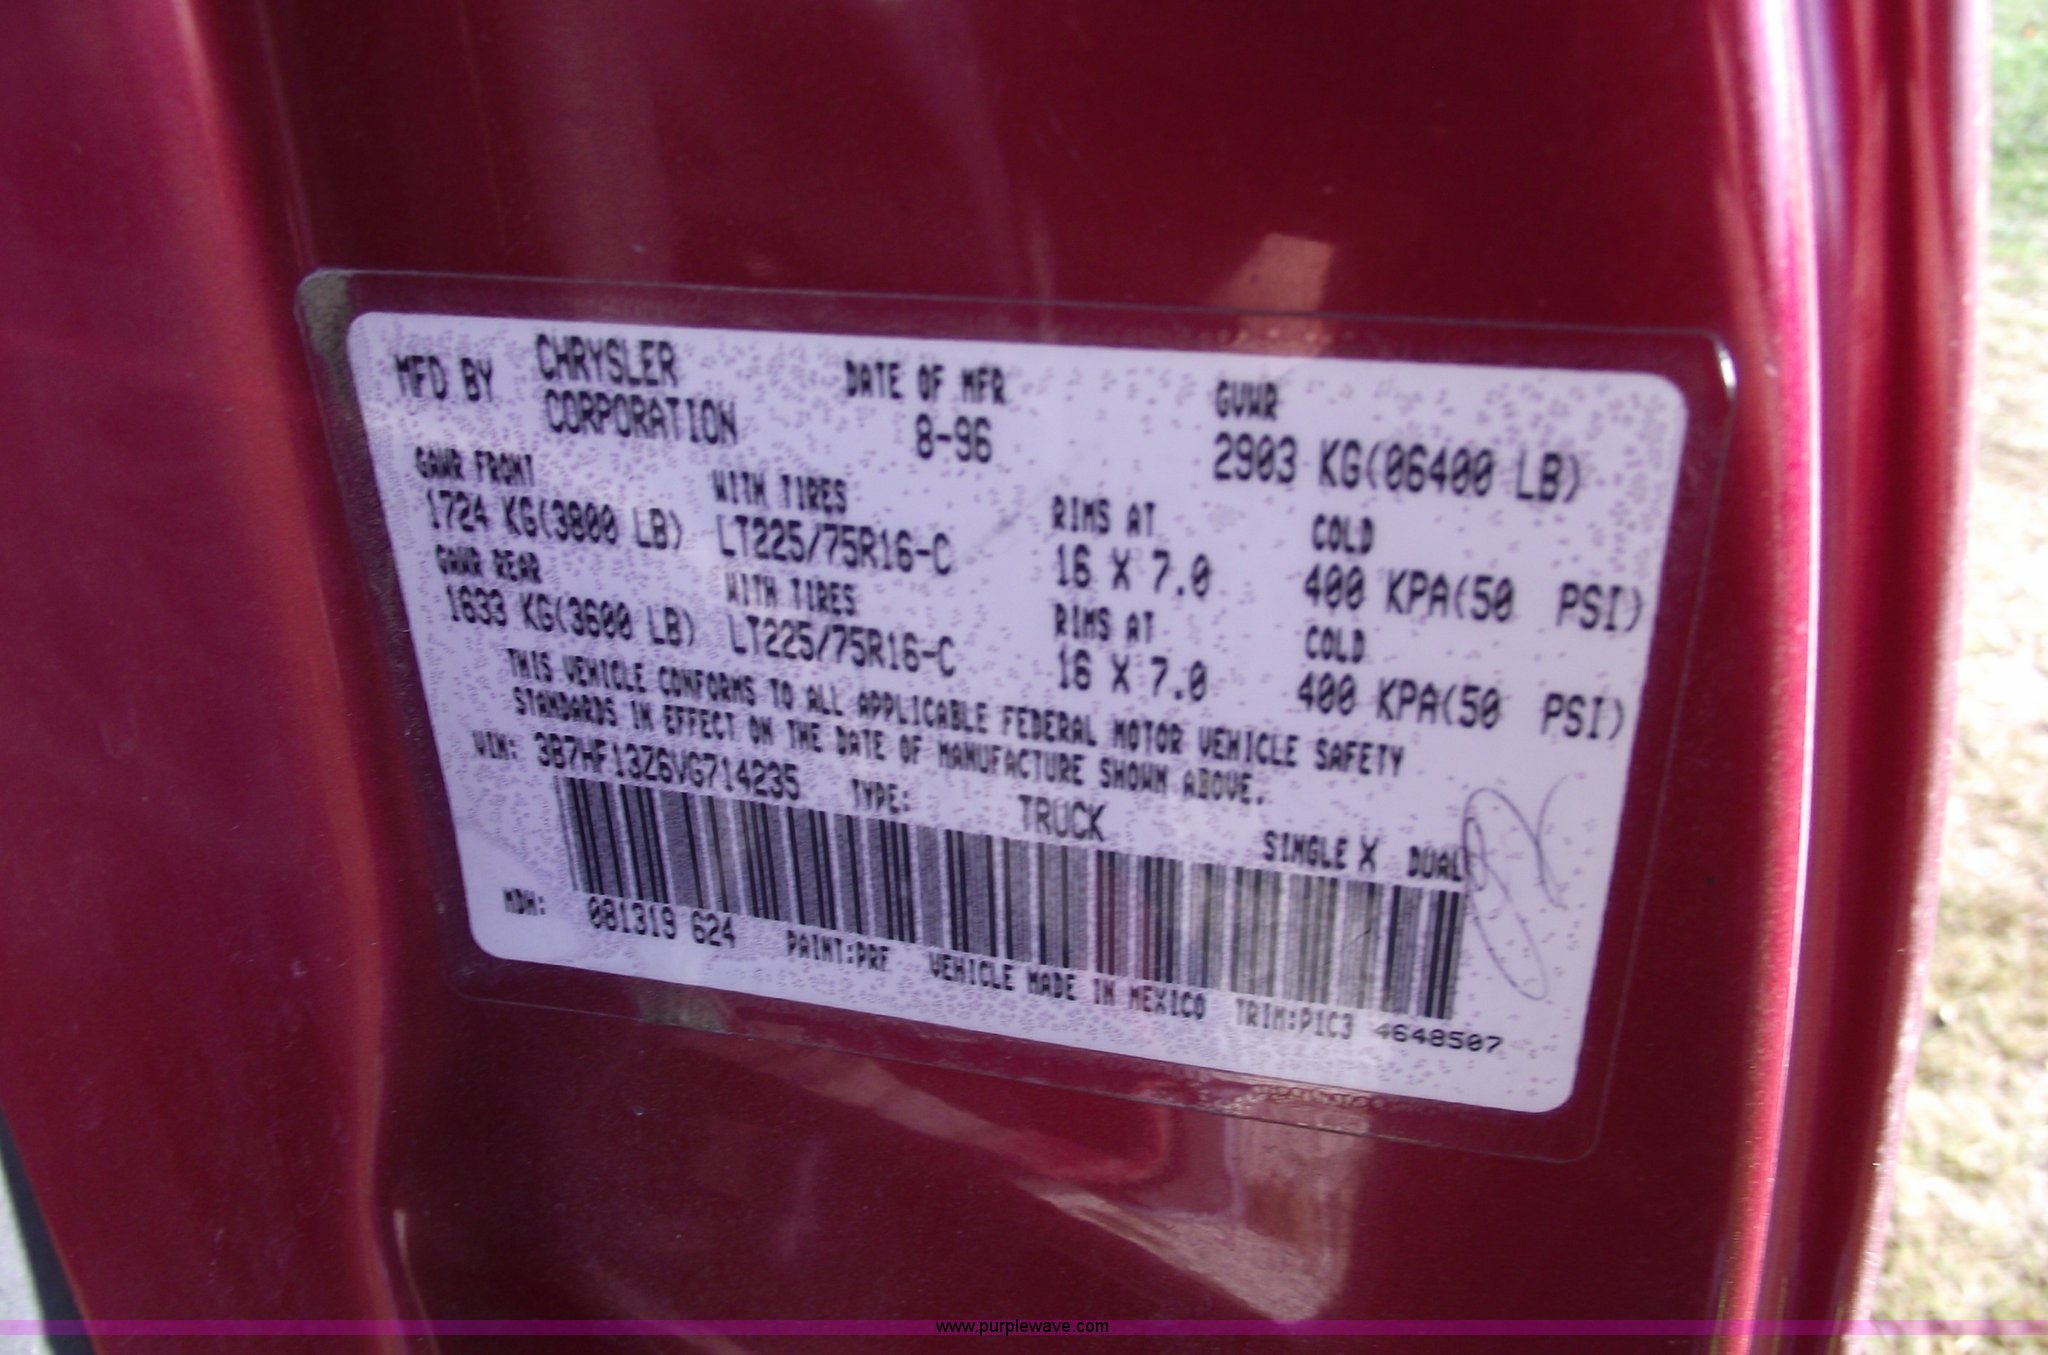 MFD BY CHRYSLER CORPORATION
DATE OF MFR 8-96
GVWR 2903 KG(06400 LB)
GAWR FRONT WITH TIRES RIMS AT COLD
1724 KG(3800 LB) LT225/75R16-C 16 X 7.0 400 KPA(50 PSI)
GAWR REAR WITH TIRES RIMS AT COLD
1633 KG(3600 LB) LT225/75R16-C 16 X 7.0 400 KPA(50 PSI)
THIS VEHICLE CONFORMS TO ALL APPLICABLE FEDERAL MOTOR VEHICLE SAFETY
STANDARDS IN EFFECT ON THE DATE OF MANUFACTURE SHOWN ABOVE.
VIN: 3B7HF13Z6VG714235 TYPE: TRUCK SINGLE X DUAL
MDH: 081319 624 PAINT:PRF VEHICLE MADE IN MEXICO TRIM:P1C3 4648507
www.purplewave.com